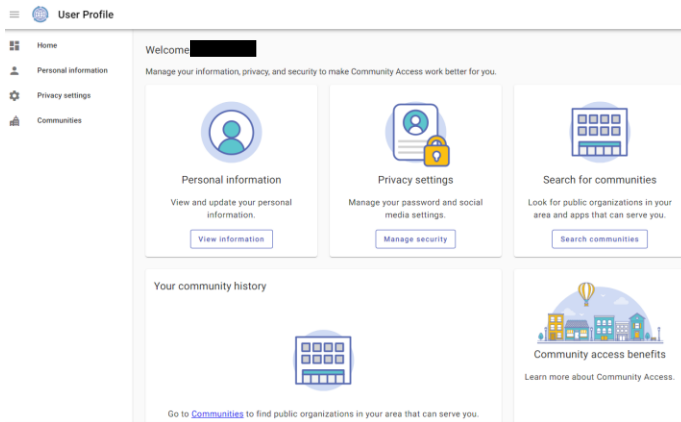 User Profile
Home
Personal information
Privacy settings
Communities
Welcome
Manage your information, privacy, and security to make Community Access work better for you.
Personal information
View and update your personal
information.
View information
Privacy settings
Manage your password and social
media settings.
Manage security
Search for communities
Look for public organizations in your
area and apps that can serve you.
Search communities
Your community history
Go to Communities to find public organizations in your area that can serve you.
Community access benefits
Learn more about Community Access.